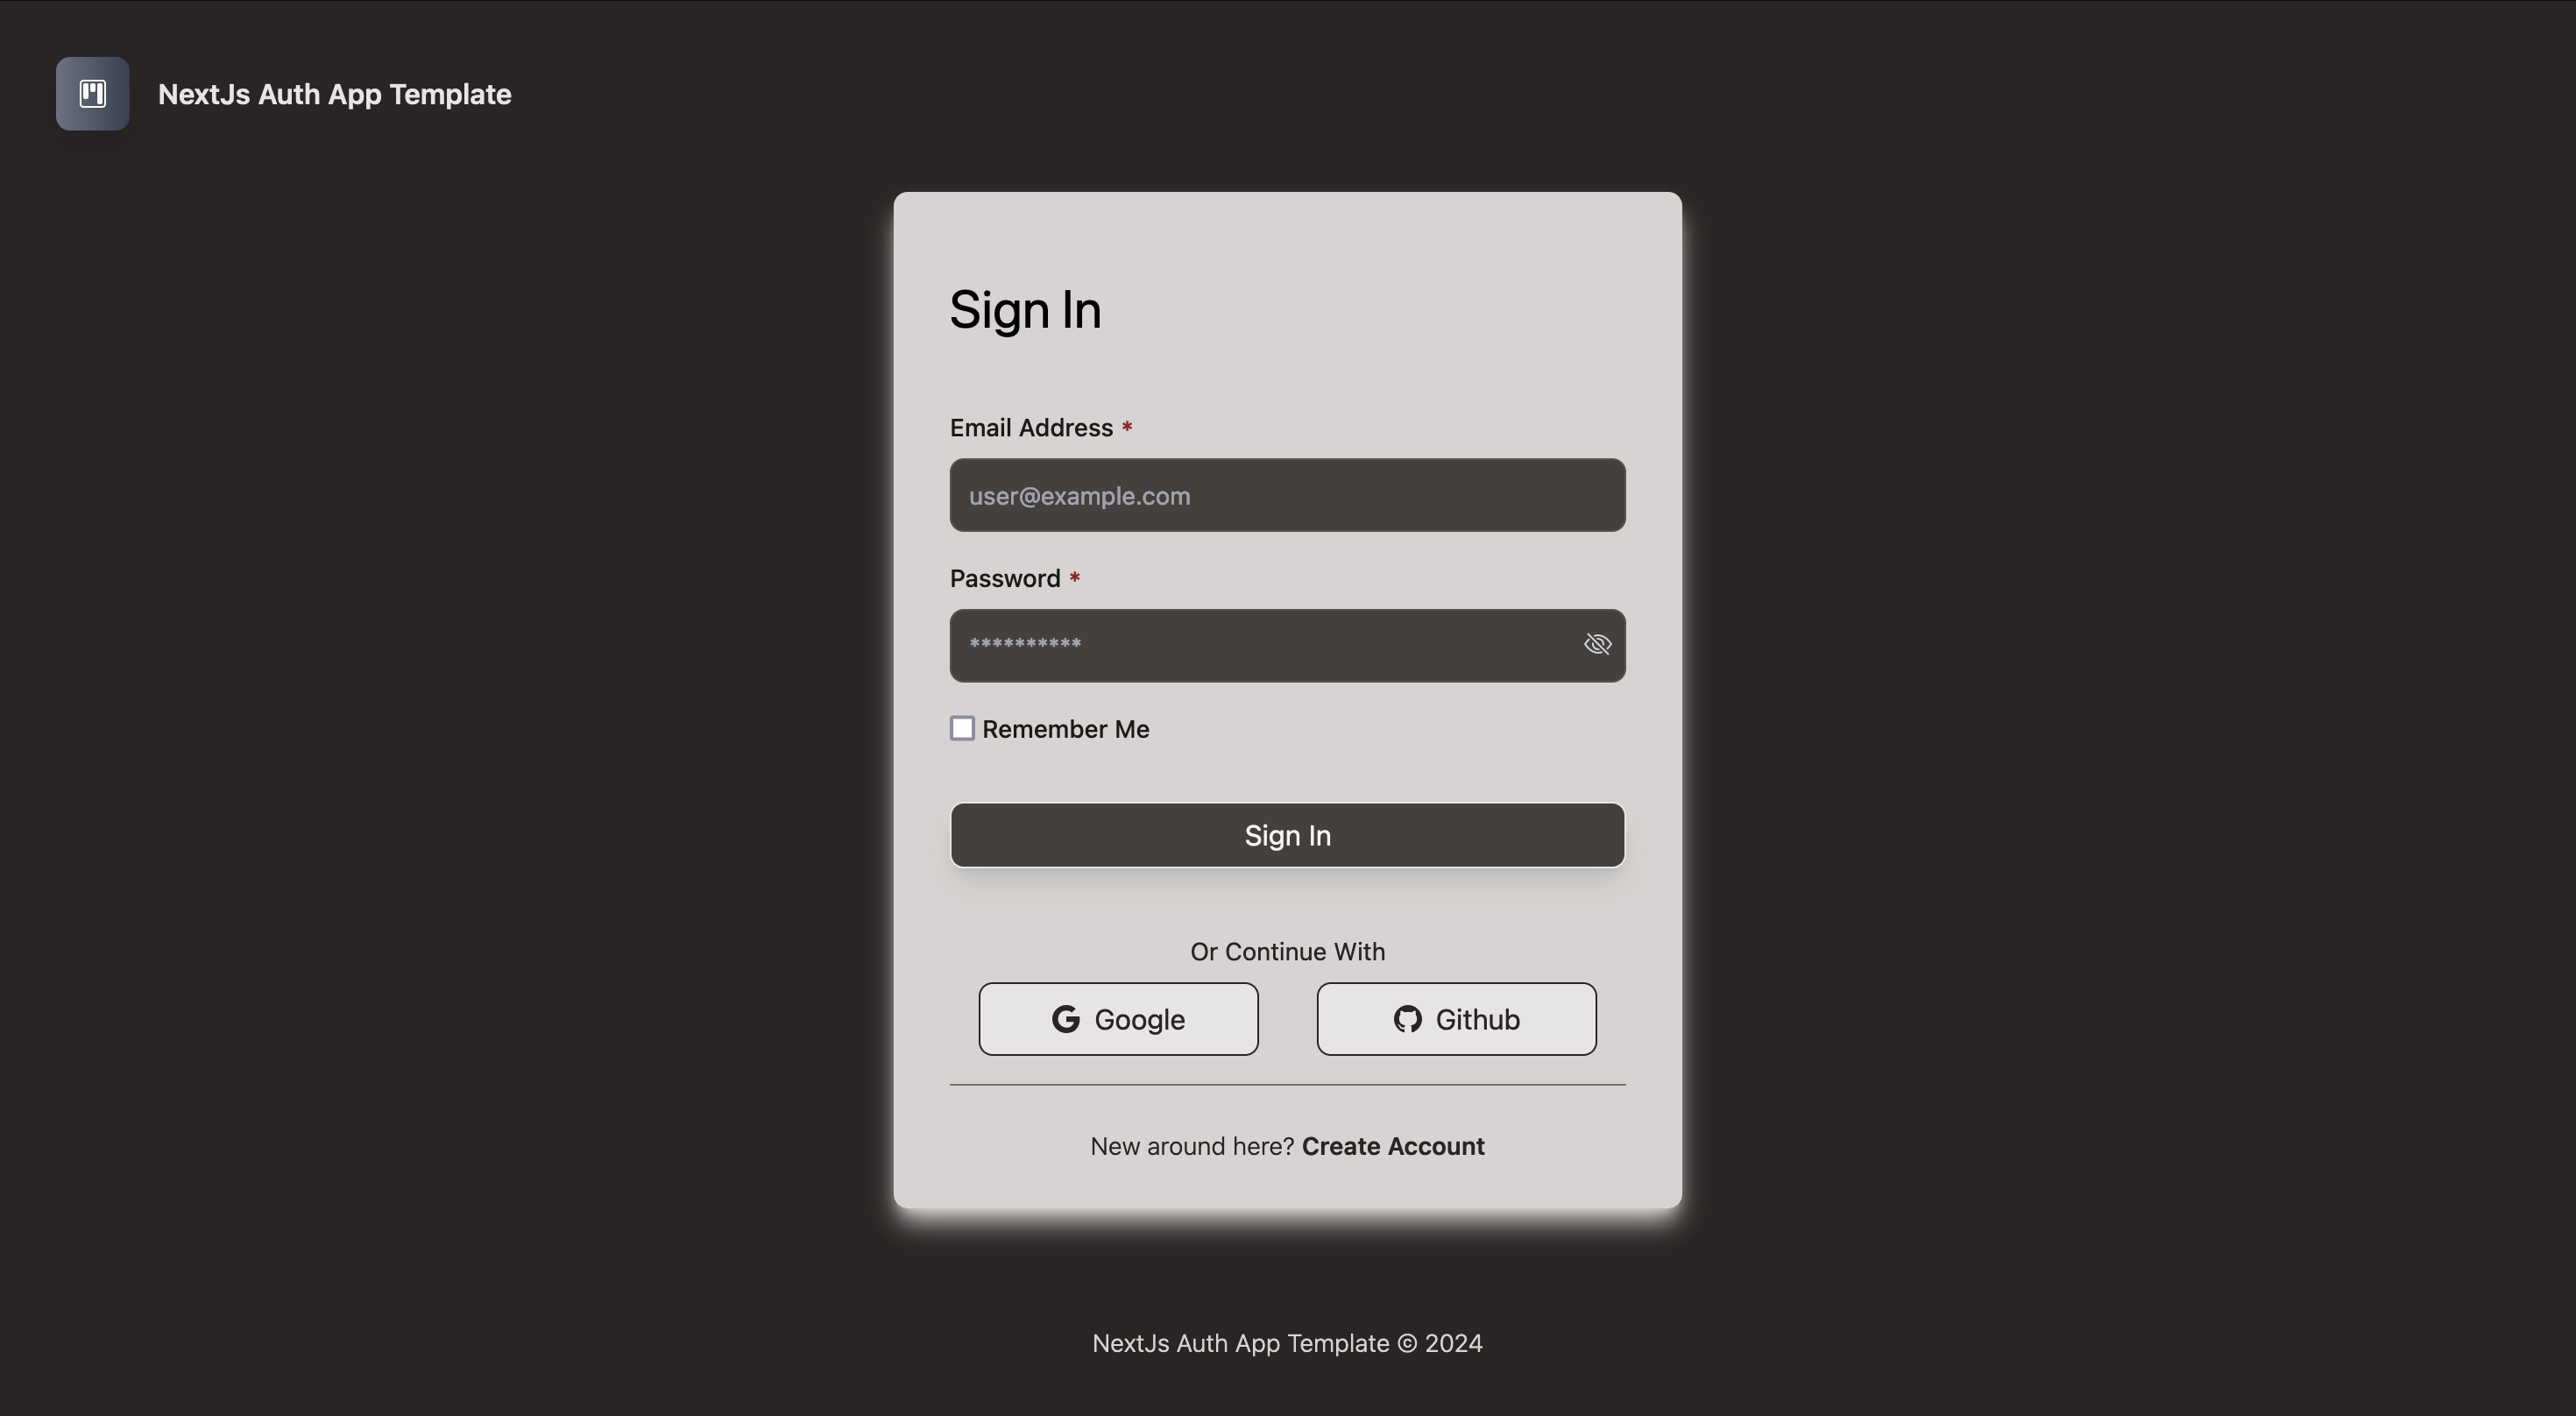 NextJs Auth App Template
Sign In
Email Address *
user@example.com
Password *
**********
Remember Me
Sign In
Or Continue With
Google
Github
New around here? Create Account
NextJs Auth App Template © 2024